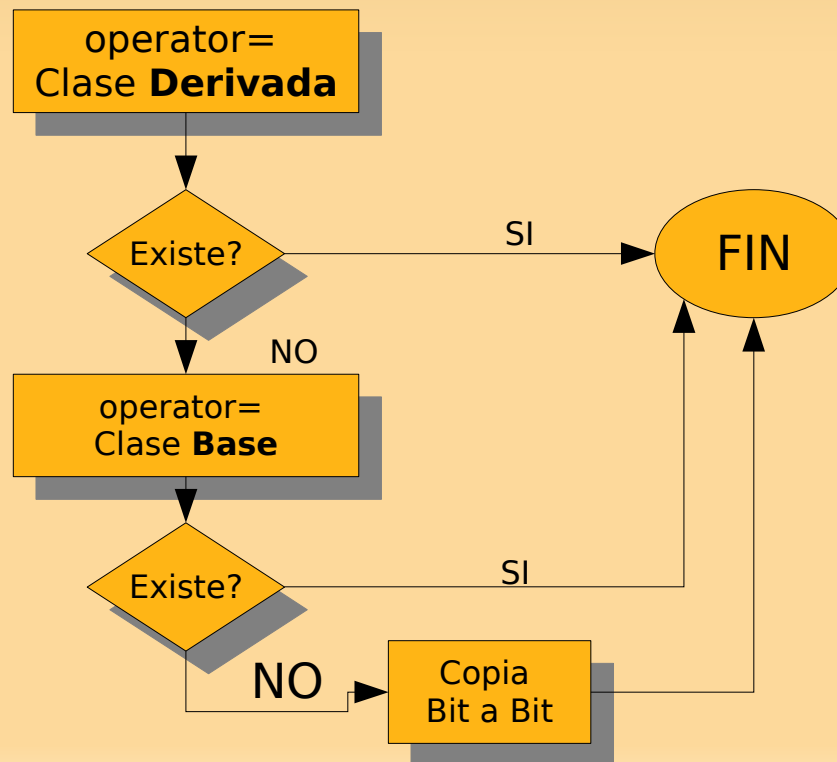 operator=
Clase Derivada
Existe?
SI
FIN
NO
operator=
Clase Base
Existe?
SI
NO
Copia
Bit a Bit